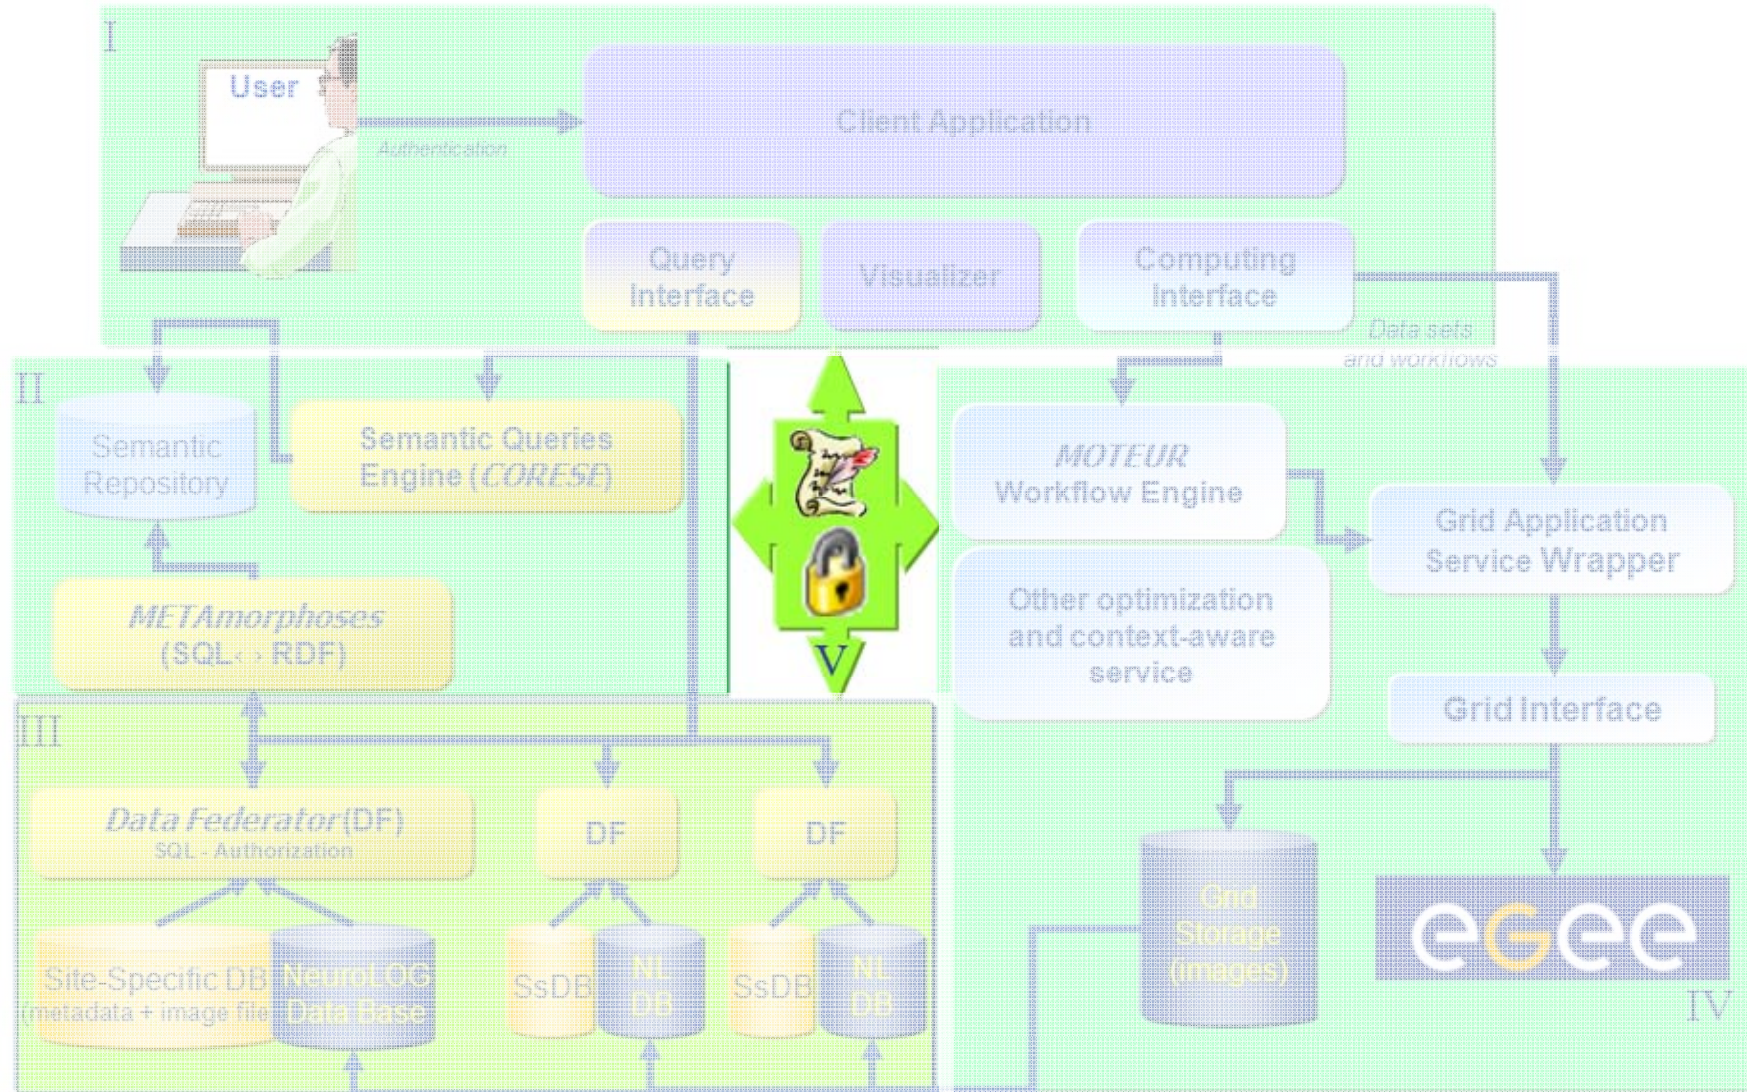 I
User
Authentication
Client Application
Query
Interface
Visualizer
Computing
Interface
Data sets
and workflows
II
Semantic
Repository
Semantic Queries
Engine (CORESE)
METAmorphoses
(SQL<> RDF)
V
MOTEUR
Workflow Engine
Other optimization
and context-aware
service
Grid Application
Service Wrapper
Grid Interface
III
Data Federator (DF)
SQL - Authorization
DF
DF
Site-Specific DB
(metadata + image file
NeuroLOG
Data Base
SsDB
NL
DB
SsDB
NL
DB
Grid
Storage
(images)
eGee
IV